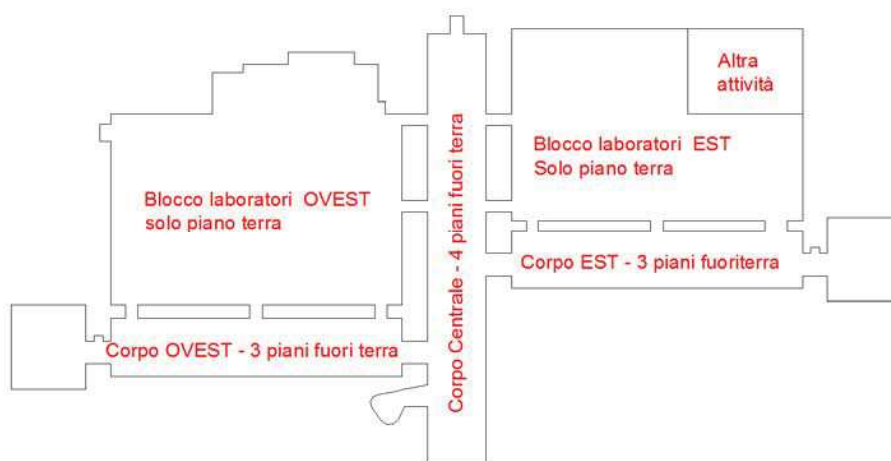 Altra
attività
Blocco laboratori EST
Solo piano terra
Blocco laboratori OVEST
solo piano terra
Corpo Centrale - 4 piani fuori terra
Corpo EST - 3 piani fuoriterra
Corpo OVEST - 3 piani fuori terra